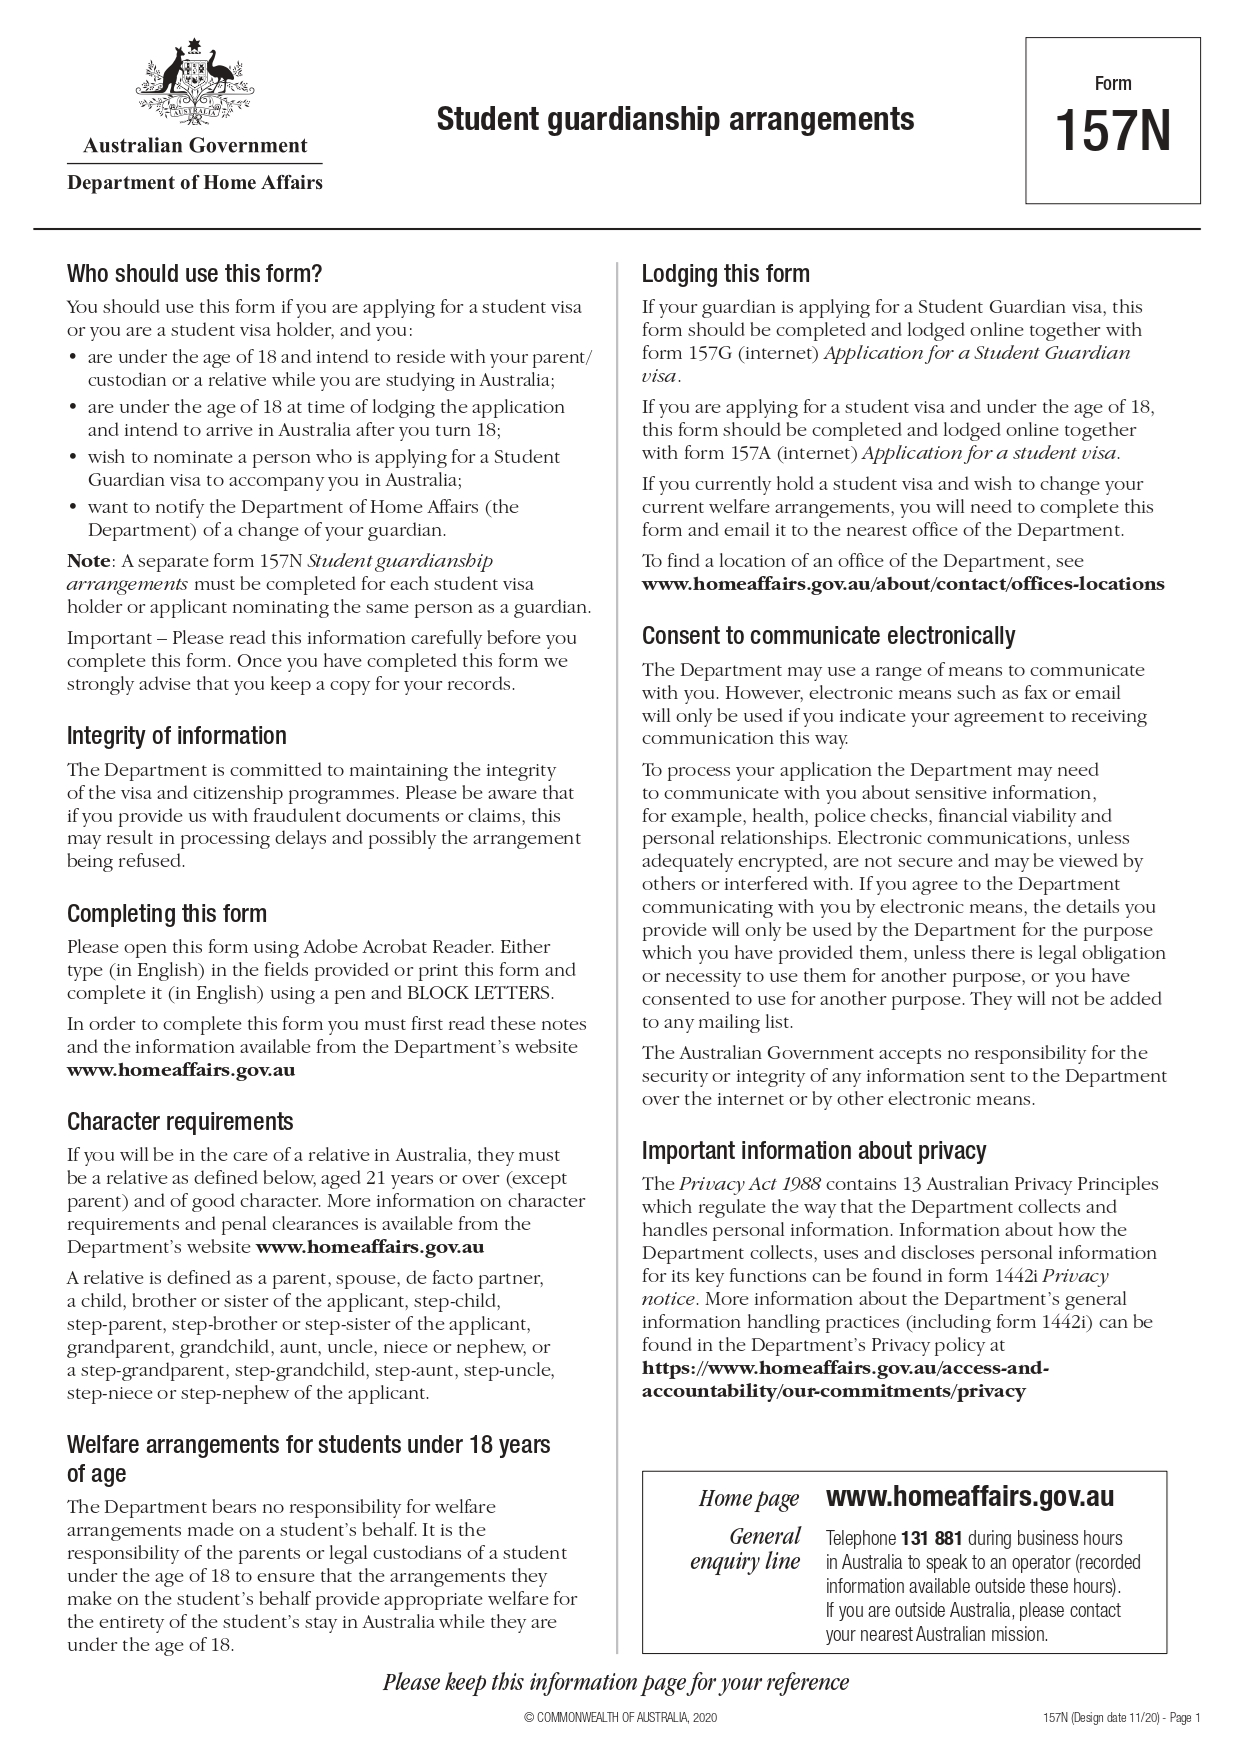 AUSTRALIA
Australian Government
Department of Home Affairs
Student guardianship arrangements
Form
157N
Who should use this form?
You should use this form if you are applying for a student visa
or you are a student visa holder, and you:
• are under the age of 18 and intend to reside with your parent/
custodian or a relative while you are studying in Australia;
• are under the age of 18 at time of lodging the application
and intend to arrive in Australia after you turn 18;
• wish to nominate a person who is applying for a Student
Guardian visa to accompany you in Australia;
• want to notify the Department of Home Affairs (the
Department) of a change of your guardian.
Note: A separate form 157N Student guardianship
arrangements must be completed for each student visa
holder or applicant nominating the same person as a guardian.
Important – Please read this information carefully before you
complete this form. Once you have completed this form we
strongly advise that you keep a copy for your records.
Integrity of information
The Department is committed to maintaining the integrity
of the visa and citizenship programmes. Please be aware that
if you provide us with fraudulent documents or claims, this
may result in processing delays and possibly the arrangement
being refused.
Completing this form
Please open this form using Adobe Acrobat Reader. Either
type (in English) in the fields provided or print this form and
complete it (in English) using a pen and BLOCK LETTERS.
In order to complete this form you must first read these notes
and the information available from the Department's website
www.homeaffairs.gov.au
Character requirements
If you will be in the care of a relative in Australia, they must
be a relative as defined below, aged 21 years or over (except
parent) and of good character. More information on character
requirements and penal clearances is available from the
Department's website www.homeaffairs.gov.au
A relative is defined as a parent, spouse, de facto partner,
a child, brother or sister of the applicant, step-child,
step-parent, step-brother or step-sister of the applicant,
grandparent, grandchild, aunt, uncle, niece or nephew, or
a step-grandparent, step-grandchild, step-aunt, step-uncle,
step-niece or step-nephew of the applicant.
Welfare arrangements for students under 18 years
of age
The Department bears no responsibility for welfare
arrangements made on a student's behalf. It is the
responsibility of the parents or legal custodians of a student
under the age of 18 to ensure that the arrangements they
make on the student's behalf provide appropriate welfare for
the entirety of the student's stay in Australia while they are
under the age of 18.
Lodging this form
If your guardian is applying for a Student Guardian visa, this
form should be completed and lodged online together with
form 157G (internet) Application for a Student Guardian
visa.
If you are applying for a student visa and under the age of 18,
this form should be completed and lodged online together
with form 157A (internet) Application for a student visa.
If you currently hold a student visa and wish to change your
current welfare arrangements, you will need to complete this
form and email it to the nearest office of the Department.
To find a location of an office of the Department, see
www.homeaffairs.gov.au/about/contact/offices-locations
Consent to communicate electronically
The Department may use a range of means to communicate
with you. However, electronic means such as fax or email
will only be used if you indicate your agreement to receiving
communication this way.
To process your application the Department may need
to communicate with you about sensitive information,
for example, health, police checks, financial viability and
personal relationships. Electronic communications, unless
adequately encrypted, are not secure and may be viewed by
others or interfered with. If you agree to the Department
communicating with you by electronic means, the details you
provide will only be used by the Department for the purpose
which you have provided them, unless there is legal obligation
or necessity to use them for another purpose, or you have
consented to use for another purpose. They will not be added
to any mailing list.
The Australian Government accepts no responsibility for the
security or integrity of any information sent to the Department
over the internet or by other electronic means.
Important information about privacy
The Privacy Act 1988 contains 13 Australian Privacy Principles
which regulate the way that the Department collects and
handles personal information. Information about how the
Department collects, uses and discloses personal information
for its key functions can be found in form 1442i Privacy
notice. More information about the Department's general
information handling practices (including form 1442i) can be
found in the Department's Privacy policy at
https://www.homeaffairs.gov.au/access-and-
accountability/our-commitments/privacy
Home page www.homeaffairs.gov.au
General
enquiry line
Telephone 131 881 during business hours
in Australia to speak to an operator (recorded
information available outside these hours).
If you are outside Australia, please contact
your nearest Australian mission.
Please keep this information page for your reference
© COMMONWEALTH OF AUSTRALIA, 2020
157N (Design date 11/20) - Page 1